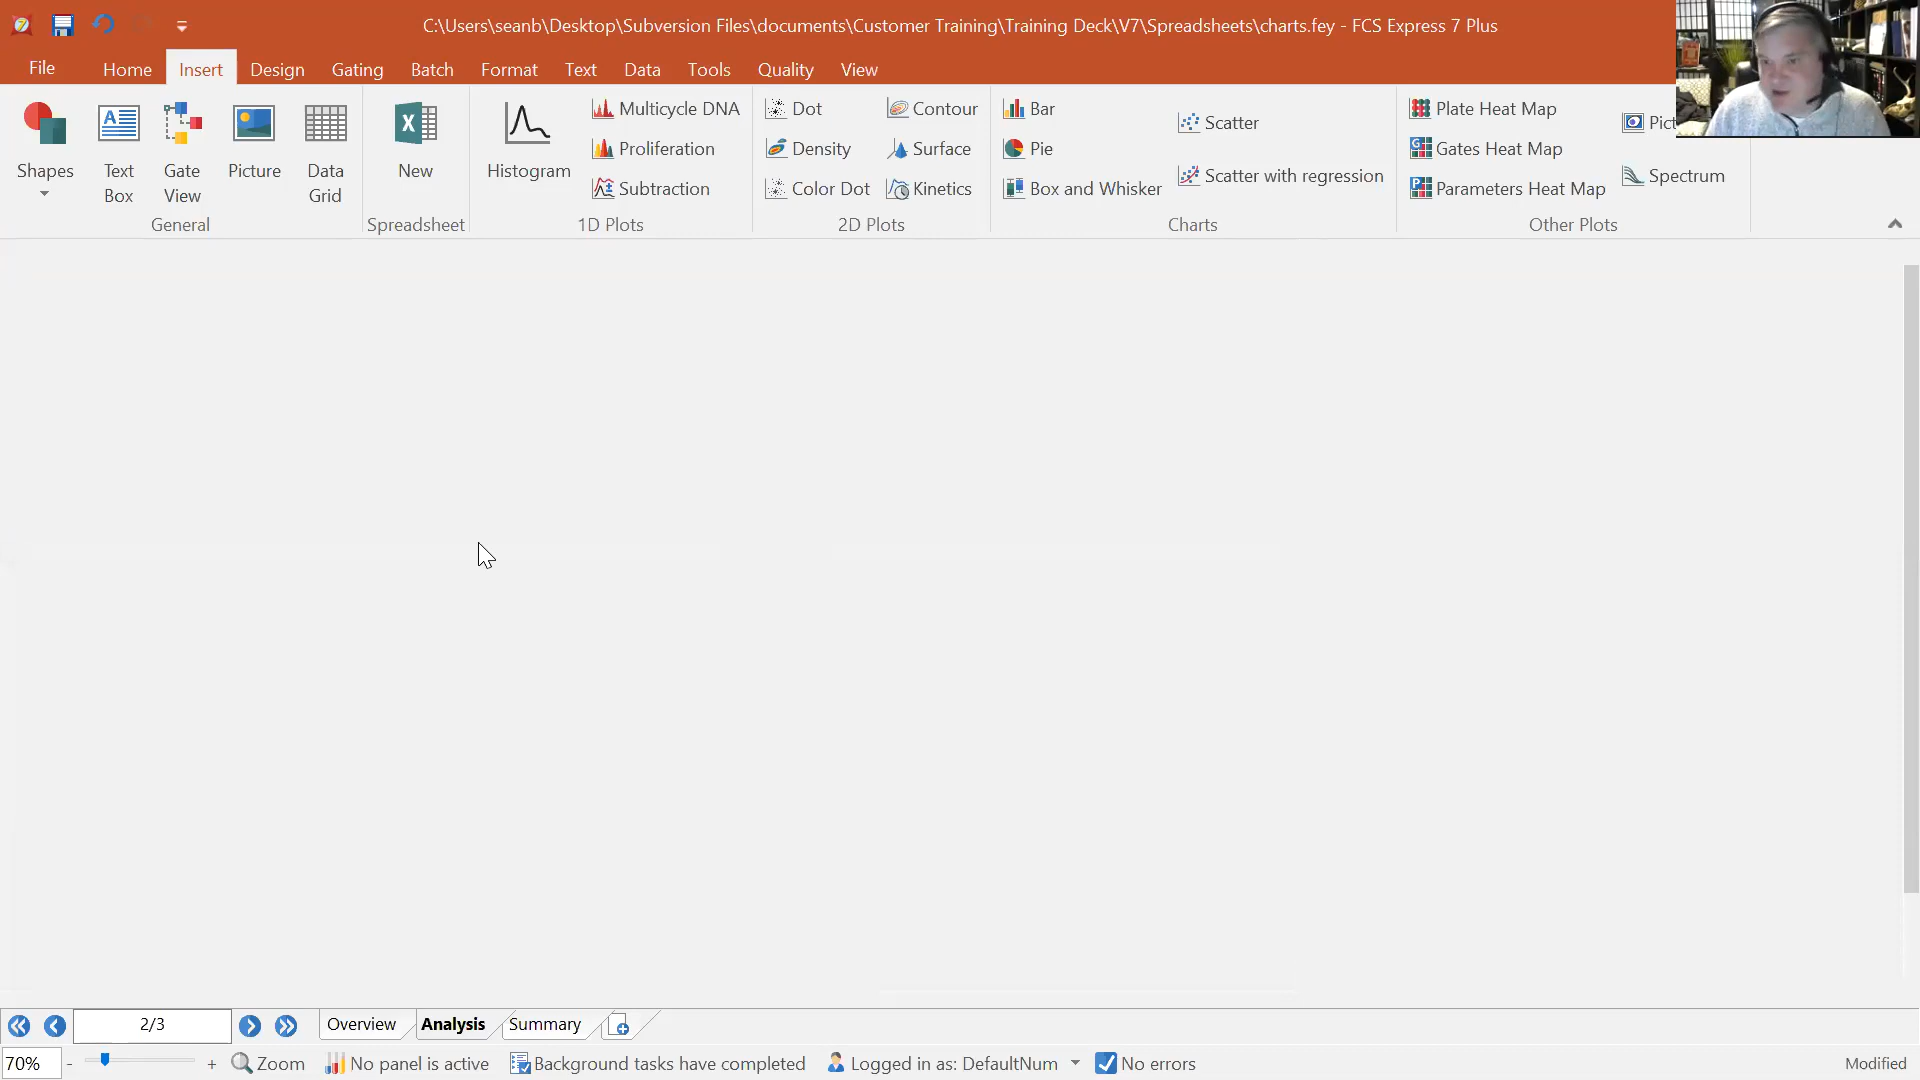 C:\Users\seanb\Desktop\Subversion Files\documents\Customer Training\Training Deck\V7\Spreadsheets\charts.fey - FCS Express 7 Plus
File Home Insert Design Gating Batch Format Text Data Tools Quality View
Shapes
Text Box
Gate View
Picture
Data Grid
General
New
Spreadsheet
Histogram
Multicycle DNA
Proliferation
Subtraction
1D Plots
Dot
Density
Color Dot
Contour
Surface
Kinetics
2D Plots
Bar
Pie
Box and Whisker
Scatter
Scatter with regression
Charts
Plate Heat Map
Gates Heat Map
Parameters Heat Map
Spectrum
Other Plots
2/3 Overview Analysis Summary
70% - + Zoom No panel is active Background tasks have completed Logged in as: DefaultNum No errors Modified